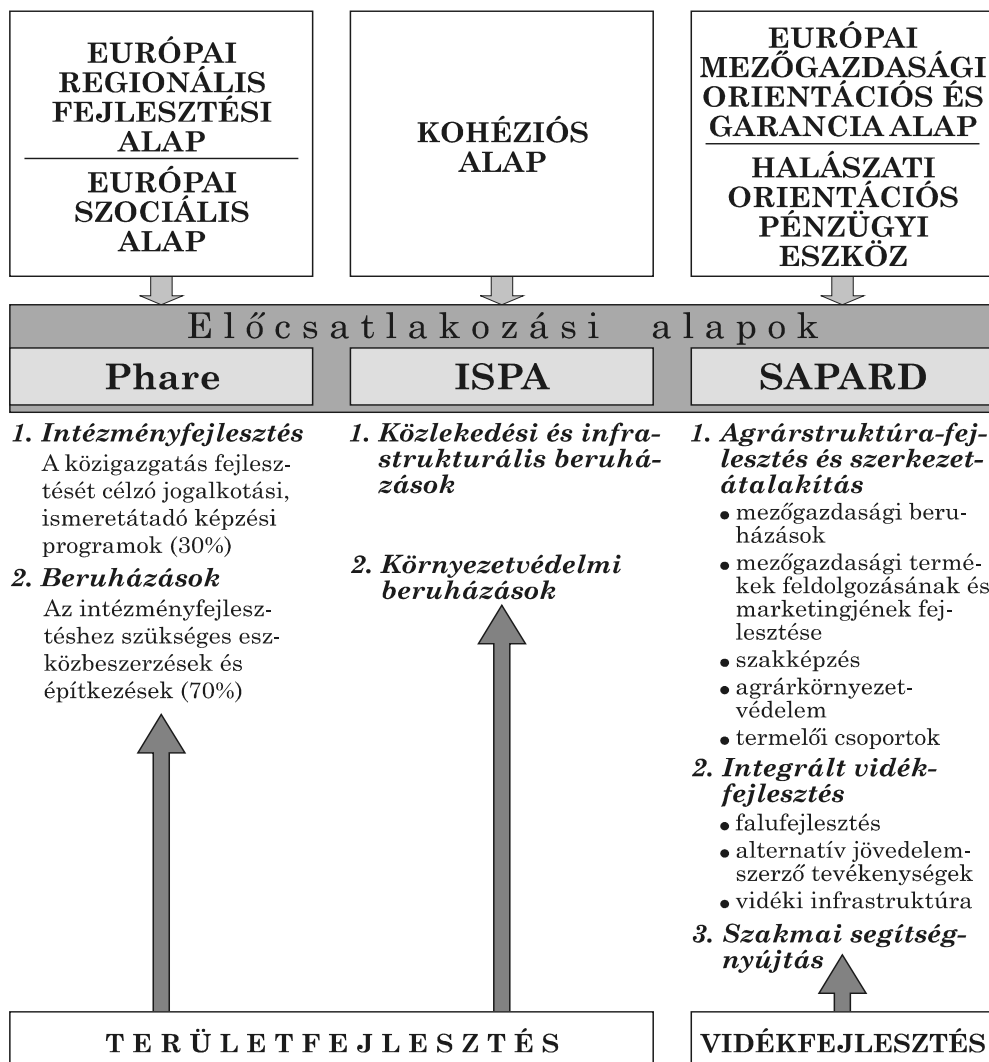 EURÓPAI
REGIONÁLIS
FEJLESZTÉSI
ALAP
EURÓPAI
SZOCIÁLIS
ALAP
KOHÉZIÓS
ALAP
EURÓPAI
MEZŐGAZDASÁGI
ORIENTÁCIÓS ÉS
GARANCIA ALAP
HALÁSZATI
ORIENTÁCIÓS
PÉNZÜGYI
ESZKÖZ
Előcsatlakozási alapok
Phare
ISPA
SAPARD
1. Intézményfejlesztés
A közigazgatás fejlesz-
tését célzó jogalkotási,
ismeretátadó képzési
programok (30%)
2. Beruházások
Az intézményfejlesz-
téshez szükséges esz-
közbeszerzések és
építkezések (70%)
1. Közlekedési és infra-
strukturális beruhá-
zások
2. Környezetvédelmi
beruházások
1. Agrárstruktúra-fej-
lesztés és szerkezet-
átalakítás
• mezőgazdasági beru-
házások
• mezőgazdasági termé-
kek feldolgozásának és
marketingjének fej-
lesztése
• szakképzés
• agrárkörnyezet-
védelem
• termelői csoportok
2. Integrált vidék-
fejlesztés
• falufejlesztés
• alternatív jövedelem-
szerző tevékenységek
• vidéki infrastruktúra
3. Szakmai segítség-
nyújtás
TERÜLETFEJLESZTÉS
VIDÉKFEJLESZTÉS